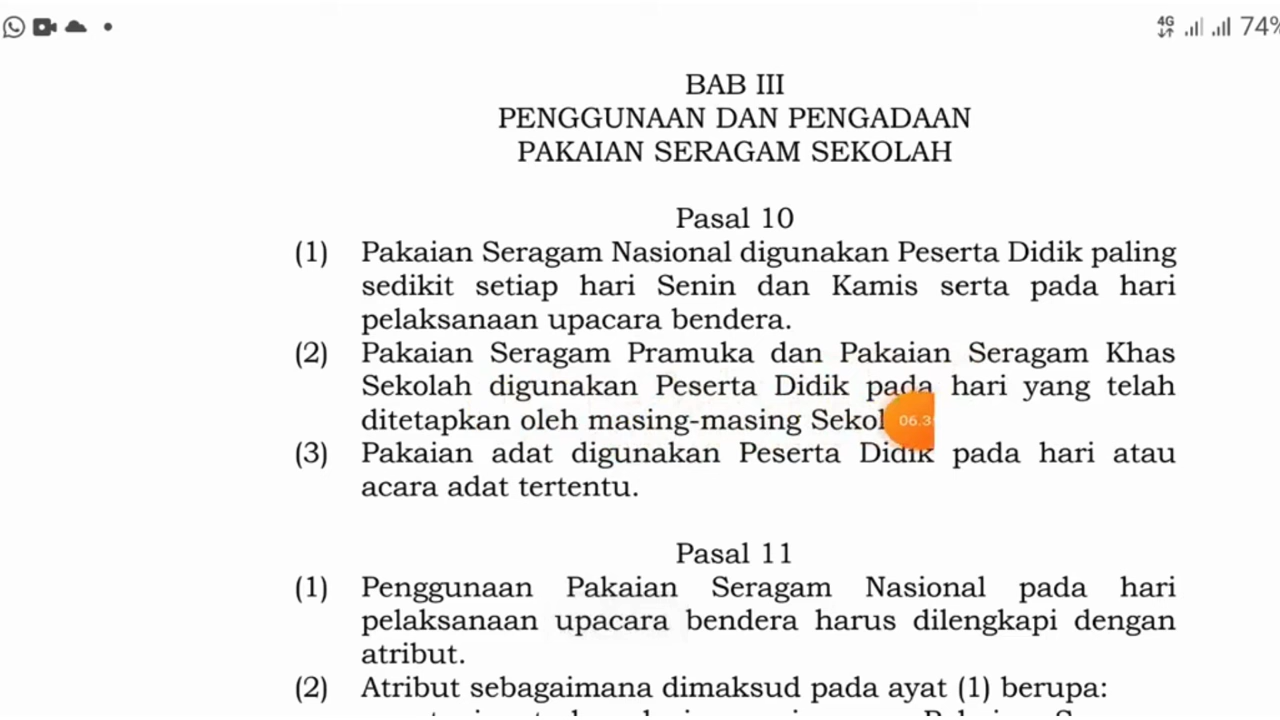 4G 74%
BAB III
PENGGUNAAN DAN PENGADAAN
PAKAIAN SERAGAM SEKOLAH
Pasal 10
(1) Pakaian Seragam Nasional digunakan Peserta Didik paling
sedikit setiap hari Senin dan Kamis serta pada hari
pelaksanaan upacara bendera.
(2) Pakaian Seragam Pramuka dan Pakaian Seragam Khas
Sekolah digunakan Peserta Didik pada hari yang telah
ditetapkan oleh masing-masing Sekol
06.3
(3) Pakaian adat digunakan Peserta Didik pada hari atau
acara adat tertentu.
Pasal 11
(1) Penggunaan Pakaian Seragam Nasional pada hari
pelaksanaan upacara bendera harus dilengkapi dengan
atribut.
(2) Atribut sebagaimana dimaksud pada ayat (1) berupa: